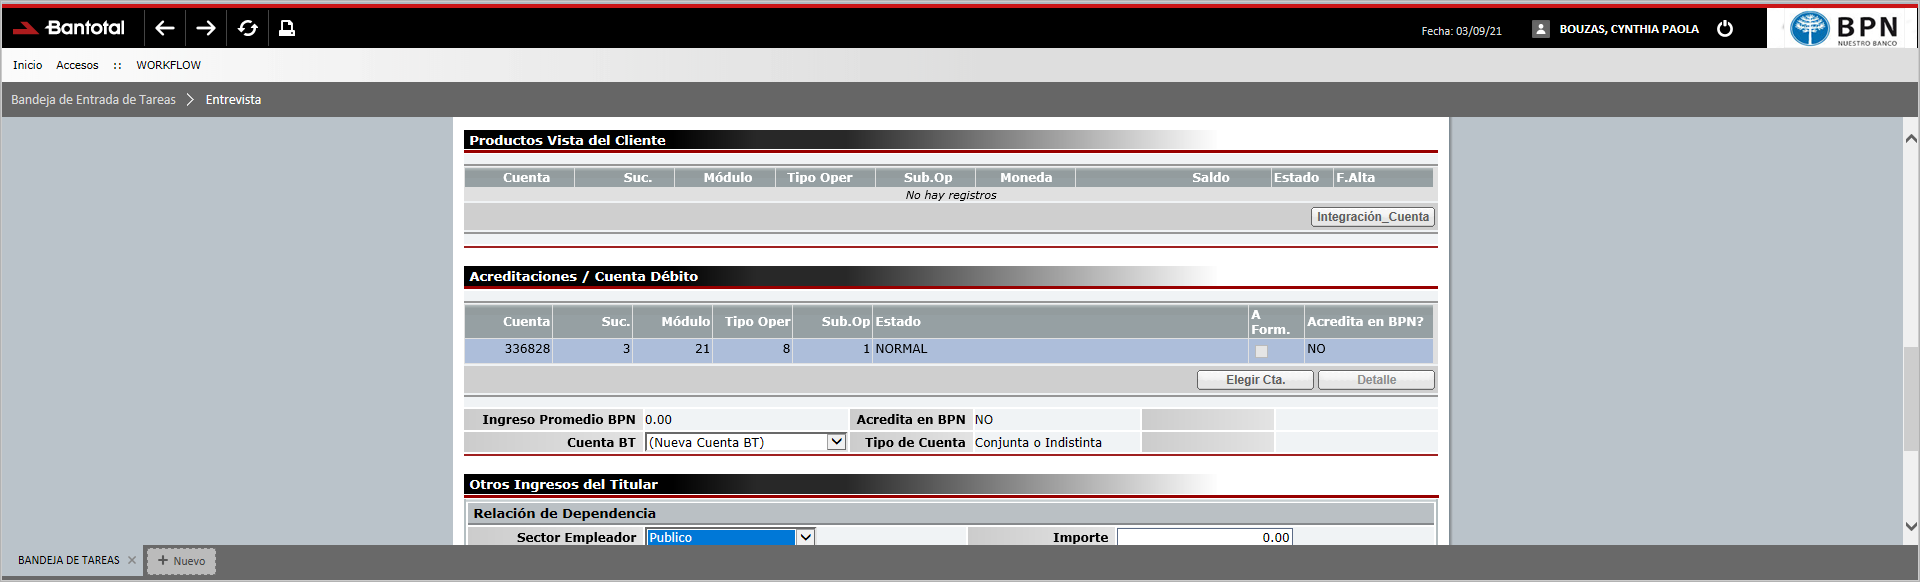 Bantotal
Fecha: 03/09/21
BOUZAS, CYNTHIA PAOLA
BPN
NUESTRO BANCO
Inicio Accesos :: WORKFLOW
Bandeja de Entrada de Tareas > Entrevista
Productos Vista del Cliente
Cuenta Suc. Módulo Tipo Oper Sub.Op Moneda Saldo Estado F.Alta
No hay registros
Integración_Cuenta
Acreditaciones / Cuenta Débito
Cuenta Suc. Módulo Tipo Oper Sub.Op Estado A Form. Acredita en BPN?
336828 3 21 8 1 NORMAL NO
Elegir Cta. Detalle
Ingreso Promedio BPN 0.00 Acredita en BPN NO
Cuenta BT (Nueva Cuenta BT) Tipo de Cuenta Conjunta o Indistinta
Otros Ingresos del Titular
Relación de Dependencia
Sector Empleador Publico Importe 0.00
BANDEJA DE TAREAS × + Nuevo